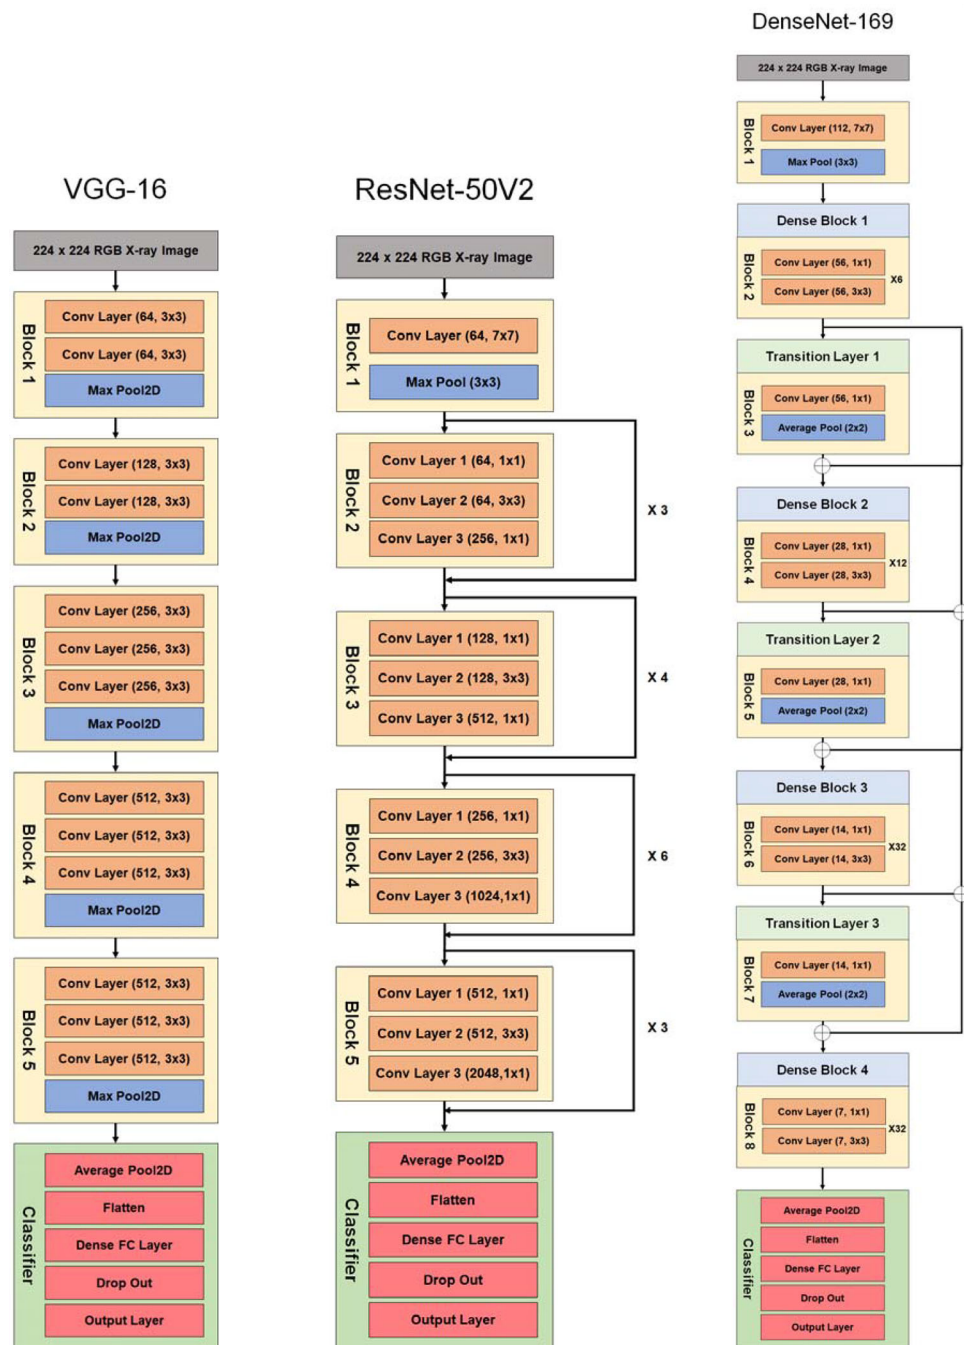 VGG-16
224 x 224 RGB X-ray Image
Block 1
Conv Layer (64, 3x3)
Conv Layer (64, 3x3)
Max Pool2D
Block 2
Conv Layer (128, 3x3)
Conv Layer (128, 3x3)
Max Pool2D
Block 3
Conv Layer (256, 3x3)
Conv Layer (256, 3x3)
Conv Layer (256, 3x3)
Max Pool2D
Block 4
Conv Layer (512, 3x3)
Conv Layer (512, 3x3)
Conv Layer (512, 3x3)
Max Pool2D
Block 5
Conv Layer (512, 3x3)
Conv Layer (512, 3x3)
Conv Layer (512, 3x3)
Max Pool2D
Classifier
Average Pool2D
Flatten
Dense FC Layer
Drop Out
Output Layer
ResNet-50V2
224 x 224 RGB X-ray Image
Block 1
Conv Layer (64, 7x7)
Max Pool (3x3)
Block 2
Conv Layer 1 (64, 1x1)
Conv Layer 2 (64, 3x3)
Conv Layer 3 (256, 1x1)
X 3
Block 3
Conv Layer 1 (128, 1x1)
Conv Layer 2 (128, 3x3)
Conv Layer 3 (512, 1x1)
X 4
Block 4
Conv Layer 1 (256, 1x1)
Conv Layer 2 (256, 3x3)
Conv Layer 3 (1024,1x1)
X 6
Block 5
Conv Layer 1 (512, 1x1)
Conv Layer 2 (512, 3x3)
Conv Layer 3 (2048,1x1)
X 3
Classifier
Average Pool2D
Flatten
Dense FC Layer
Drop Out
Output Layer
DenseNet-169
224 x 224 RGB X-ray Image
Block 1
Conv Layer (112, 7x7)
Max Pool (3x3)
Dense Block 1
Block 2
Conv Layer (56, 1x1)
Conv Layer (56, 3x3)
X6
Transition Layer 1
Block 3
Conv Layer (56, 1x1)
Average Pool (2x2)
Dense Block 2
Block 4
Conv Layer (28, 1x1)
Conv Layer (28, 3x3)
X12
Transition Layer 2
Block 5
Conv Layer (28, 1x1)
Average Pool (2x2)
Dense Block 3
Block 6
Conv Layer (14, 1x1)
Conv Layer (14, 3x3)
X32
Transition Layer 3
Block 7
Conv Layer (14, 1x1)
Average Pool (2x2)
Dense Block 4
Block 8
Conv Layer (7, 1x1)
Conv Layer (7, 3x3)
X32
Classifier
Average Pool2D
Flatten
Dense FC Layer
Drop Out
Output Layer